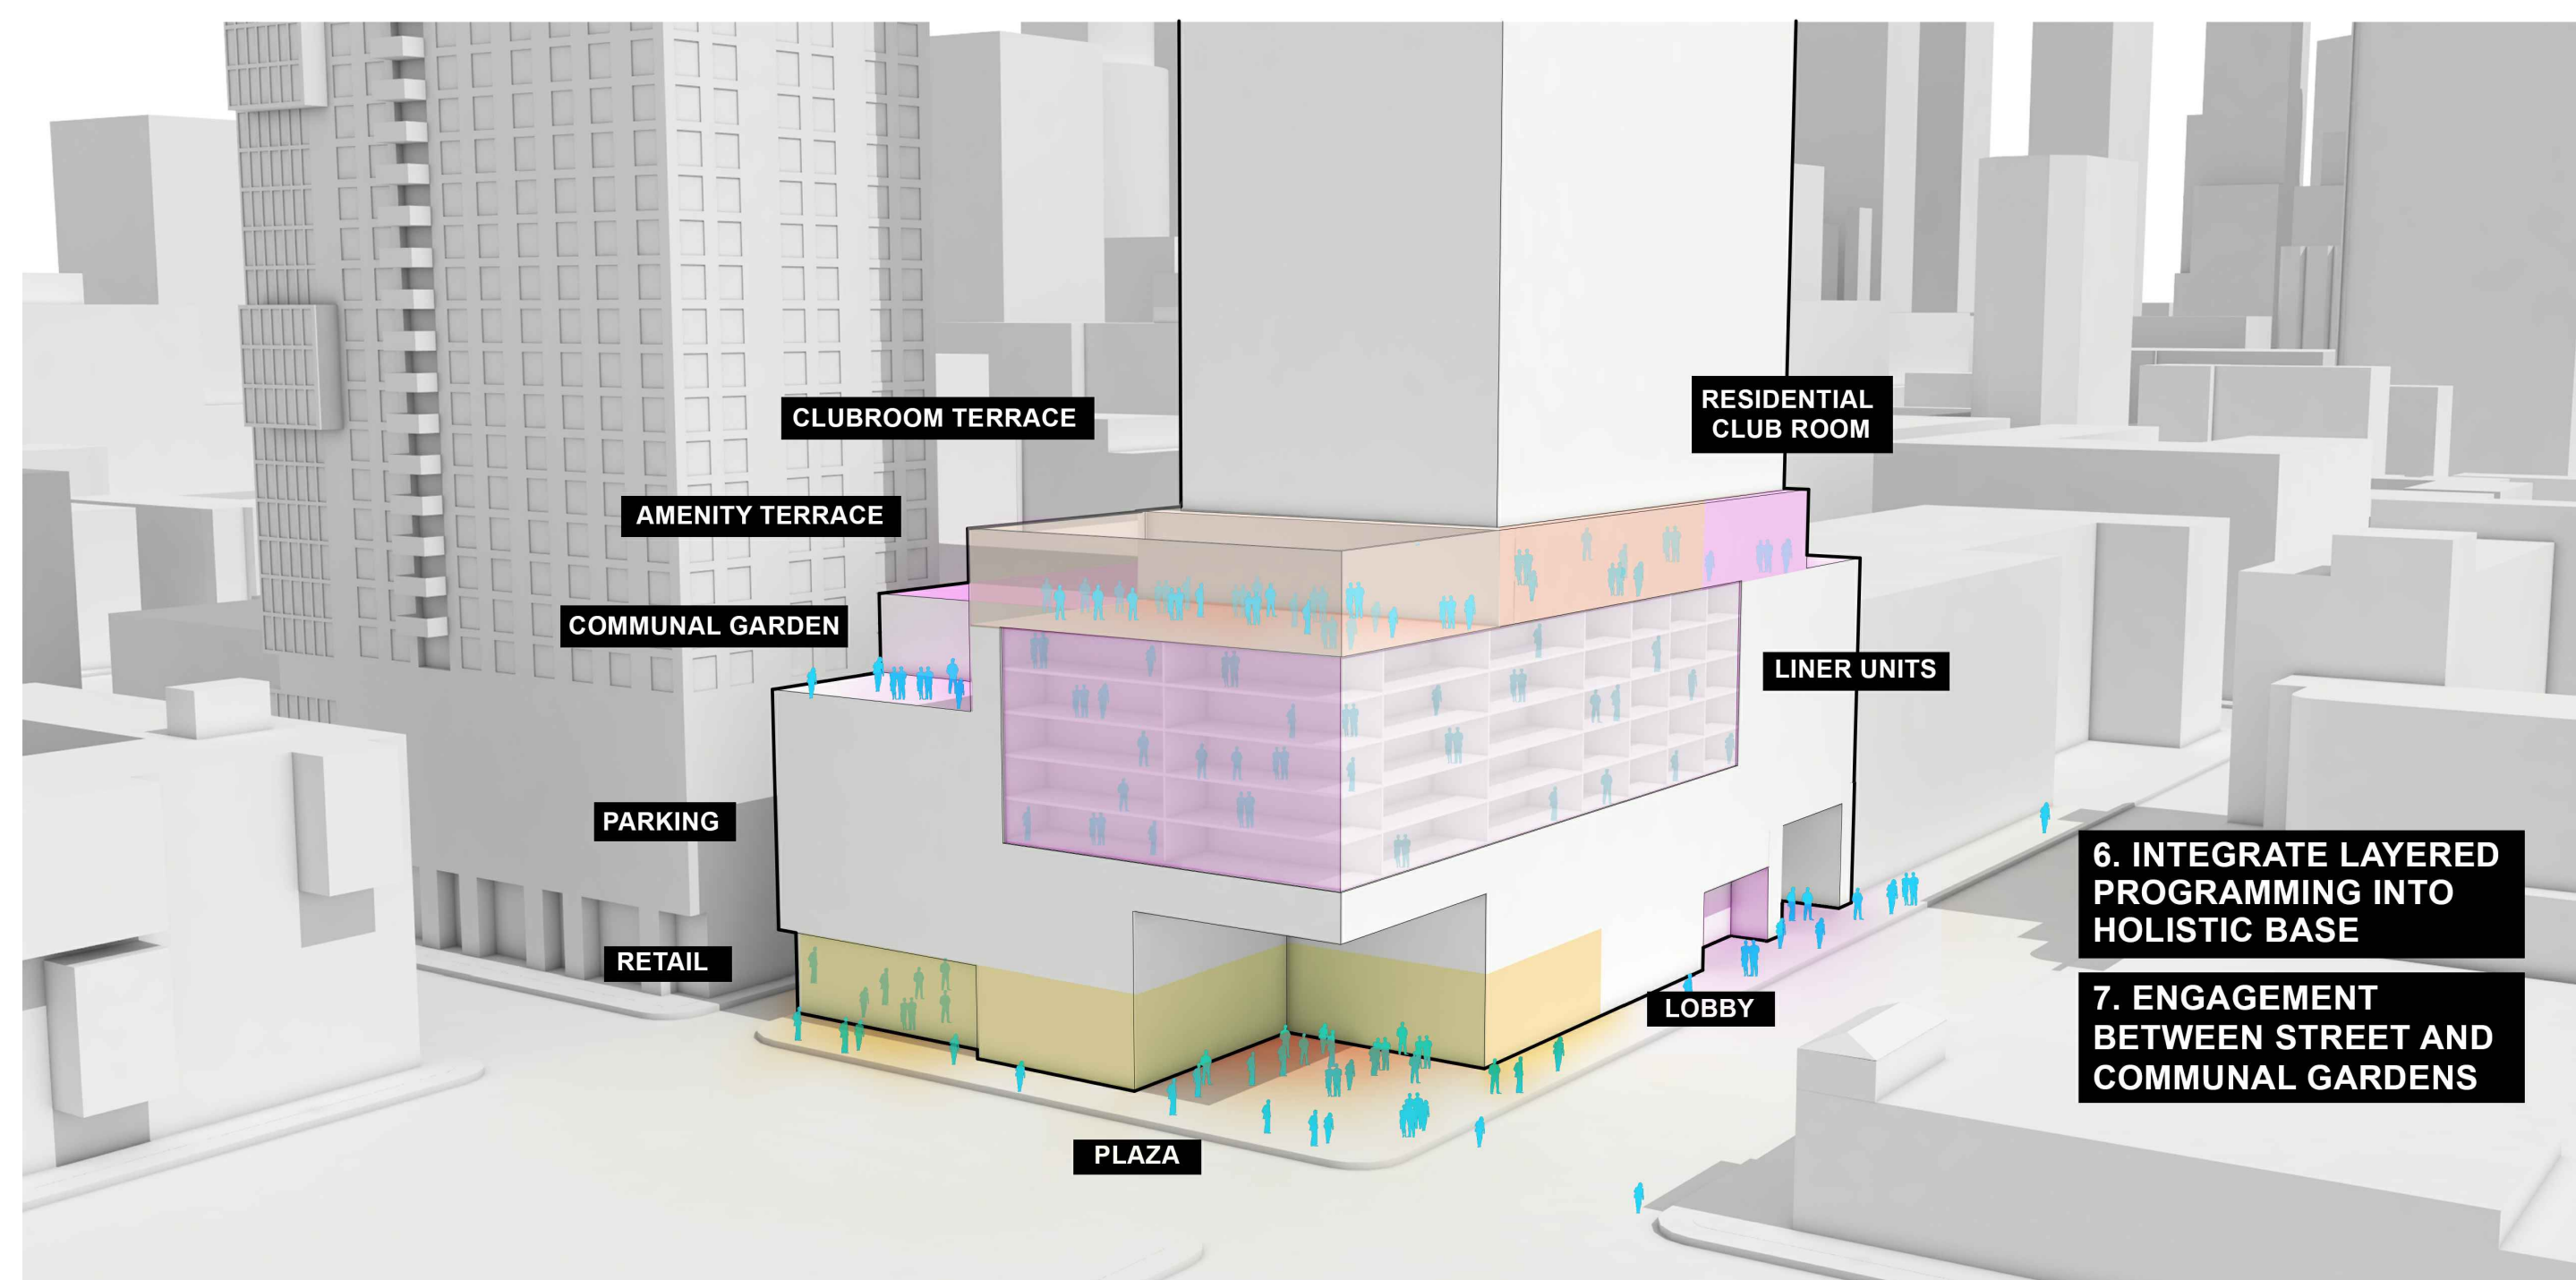 CLUBROOM TERRACE
RESIDENTIAL
CLUB ROOM
AMENITY TERRACE
COMMUNAL GARDEN
LINER UNITS
PARKING
RETAIL
LOBBY
PLAZA
6. INTEGRATE LAYERED
PROGRAMMING INTO
HOLISTIC BASE
7. ENGAGEMENT
BETWEEN STREET AND
COMMUNAL GARDENS